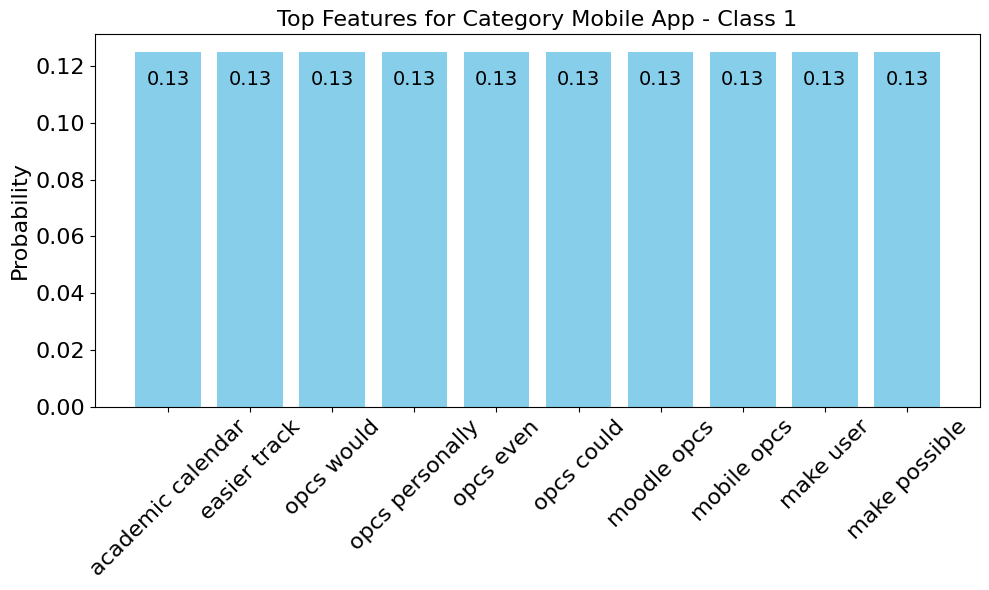 Top Features for Category Mobile App - Class 1
Probability
0.12
0.10
0.08
0.06
0.04
0.02
0.00
0.13 0.13 0.13 0.13 0.13 0.13 0.13 0.13 0.13 0.13
academic calendar
easier track
opcs would
opcs personally
opcs even
opcs could
moodle opcs
mobile opcs
make user
make possible